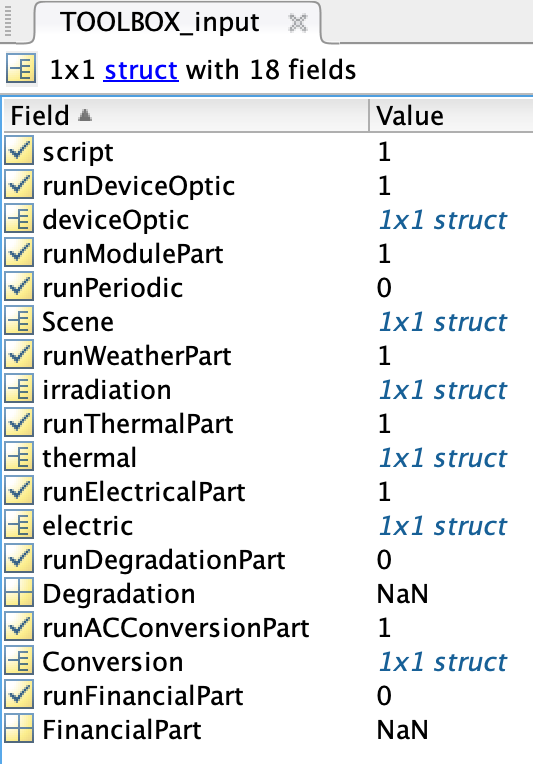 TOOLBOX_input
1x1 struct with 18 fields
Field Value
script 1
runDeviceOptic 1
deviceOptic 1x1 struct
runModulePart 1
runPeriodic 0
Scene 1x1 struct
runWeatherPart 1
irradiation 1x1 struct
runThermalPart 1
thermal 1x1 struct
runElectricalPart 1
electric 1x1 struct
runDegradationPart 0
Degradation NaN
runACConversionPart 1
Conversion 1x1 struct
runFinancialPart 0
FinancialPart NaN